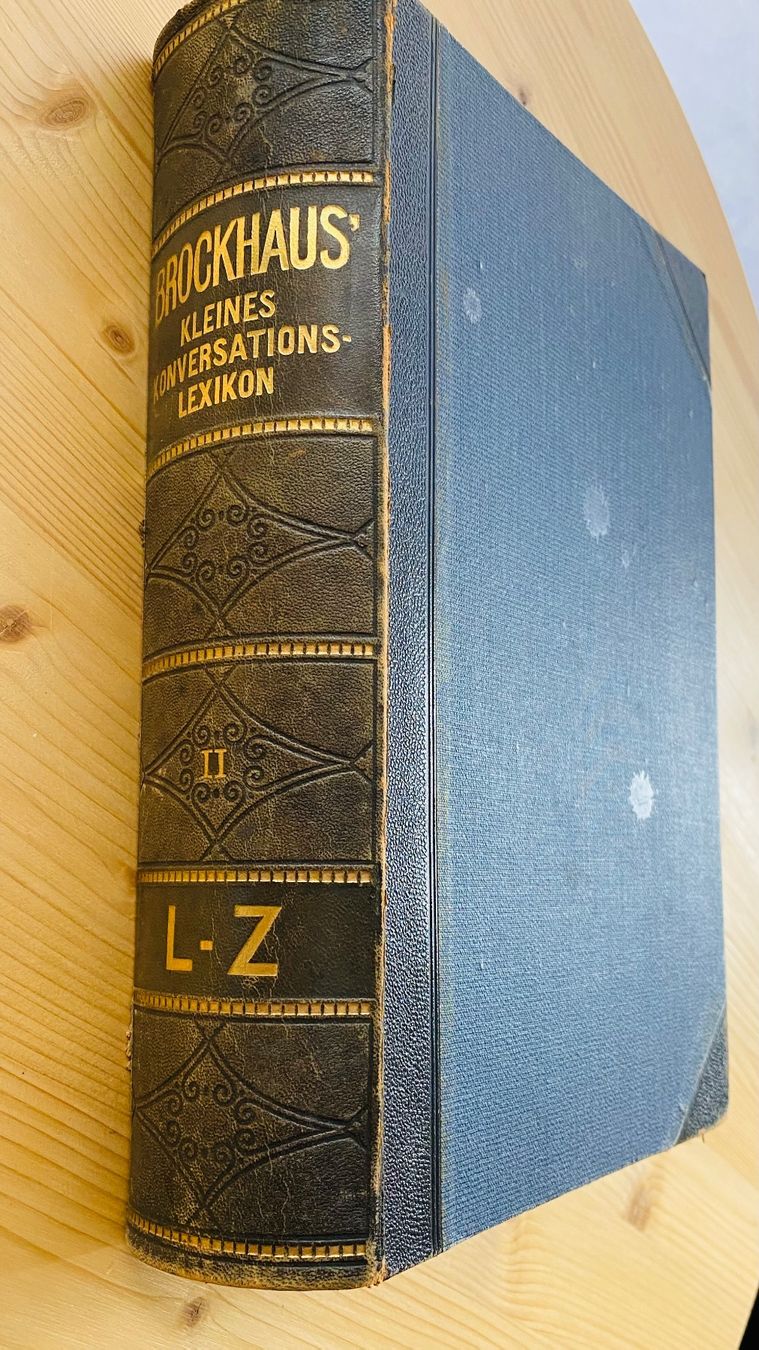 BROCKHAUS'
KLEINES
KONVERSATIONS-
LEXIKON
II
L-Z